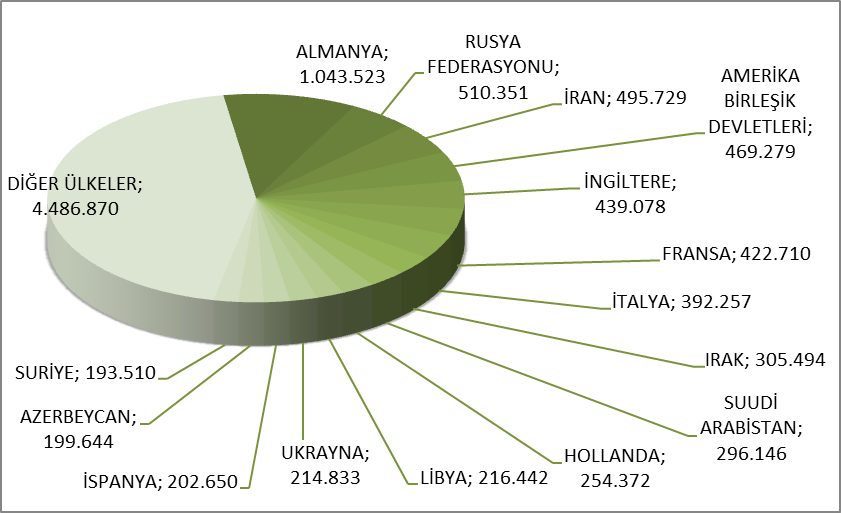 ALMANYA;
1.043.523
RUSYA
FEDERASYONU;
510.351
İRAN; 495.729
AMERİKA
BİRLEŞİK
DEVLETLERİ;
469.279
İNGİLTERE;
439.078
FRANSA; 422.710
İTALYA; 392.257
IRAK; 305.494
SUUDİ
ARABİSTAN;
296.146
HOLLANDA;
254.372
LİBYA; 216.442
UKRAYNA;
214.833
İSPANYA; 202.650
AZERBEYCAN;
199.644
SURİYE; 193.510
DİĞER ÜLKELER;
4.486.870